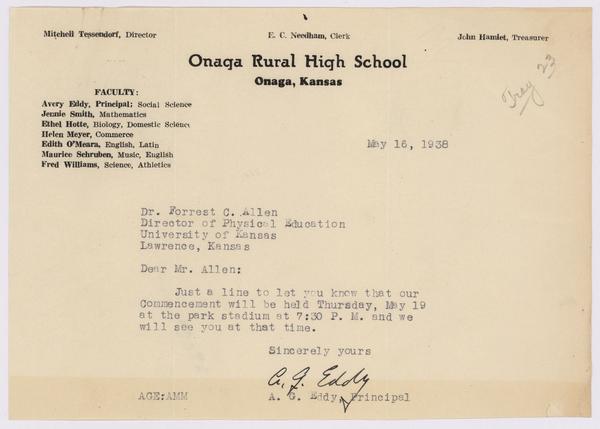 Mitchell Tessendorf, Director
E. C. Needham, Clerk
John Hamlet, Treasurer
Onaga Rural High School
Onaga, Kansas
FACULTY:
Avery Eddy, Principal; Social Science
Jennie Smith, Mathematics
Ethel Hotte, Biology, Domestic Science
Helen Meyer, Commerce
Edith O'Meara, English, Latin
Maurice Schruben, Music, English
Fred Williams, Science, Athletics
Troy 23
May 16, 1938
Dr. Forrest C. Allen
Director of Physical Education
University of Kansas
Lawrence, Kansas
Dear Mr. Allen:
Just a line to let you know that our
Commencement will be held Thursday, May 19
at the park stadium at 7:30 P. M. and we
will see you at that time.
Sincerely yours
A. G. Eddy
AGE:AMM
A. G. Eddy, Principal